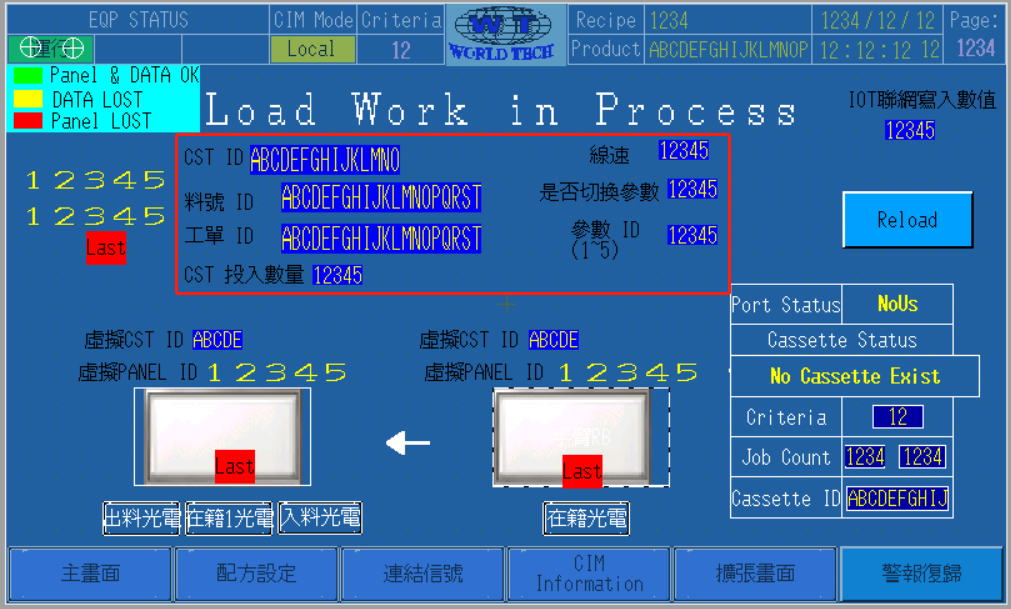 EQP STATUS
CIM Mode
Criteria
WT
WORLD TECH
Recipe
1234
1234/12/12
Page:
運行
Local
12
Product
ABCDEFGHIJKLMNOP
12:12:12 12
1234
Panel & DATA OK
DATA LOST
Panel LOST
Load Work in Process
IOT聯網寫入數值
12345
CST ID
ABCDEFGHIJKLMNO
線速
12345
12345
料號 ID
ABCDEFGHIJKLMNOPQRST
是否切換參數
12345
12345
工單 ID
ABCDEFGHIJKLMNOPQRST
參數 ID
(1~5)
12345
Reload
Last
CST 投入數量
12345
Port Status
NoUs
虛擬CST ID
ABCDE
虛擬CST ID
ABCDE
Cassette Status
虛擬PANEL ID
12345
虛擬PANEL ID
12345
No Cassette Exist
Criteria
12
Last
Last
Job Count
1234
1234
Cassette ID
ABCDEFGHIJ
出料光電
在籍1光電
入料光電
在籍光電
主畫面
配方設定
連結信號
CIM
Information
擴張畫面
警報復歸